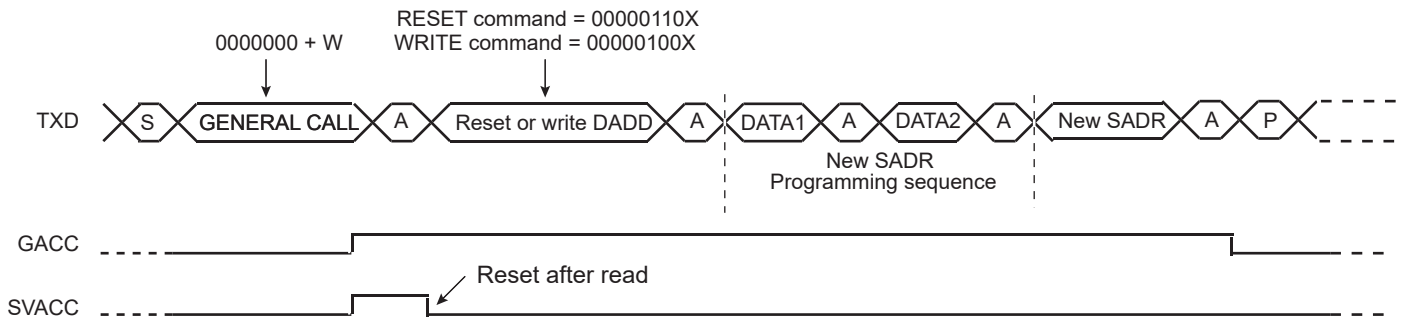 RESET command = 00000110X
0000000 + W
WRITE command = 00000100X
TXD
S
GENERAL CALL
A
Reset or write DADD
A
DATA1
A
DATA2
A
New SADR
A
P
New SADR
Programming sequence
GACC
Reset after read
SVACC